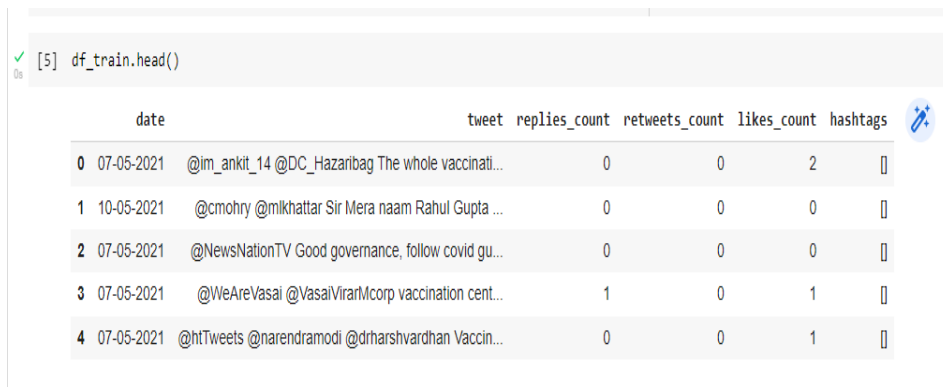 [5] df_train.head()
0s
date tweet replies_count retweets_count likes_count hashtags
0 07-05-2021 @im_ankit_14 @DC_Hazaribag The whole vaccinati... 0 0 2 []
1 10-05-2021 @cmohry @mlkhattar Sir Mera naam Rahul Gupta ... 0 0 0 []
2 07-05-2021 @NewsNationTV Good governance, follow covid gu... 0 0 0 []
3 07-05-2021 @WeAreVasai @VasaiVirarMcorp vaccination cent... 1 0 1 []
4 07-05-2021 @htTweets @narendramodi @drharshvardhan Vaccin... 0 0 1 []